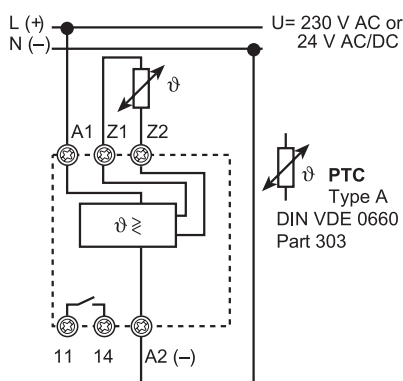 L (+)
U= 230 V AC or
N (–)
24 V AC/DC
ϑ
A1 Z1 Z2
ϑ PTC
Type A
DIN VDE 0660
Part 303
ϑ ≷
11 14 A2 (–)